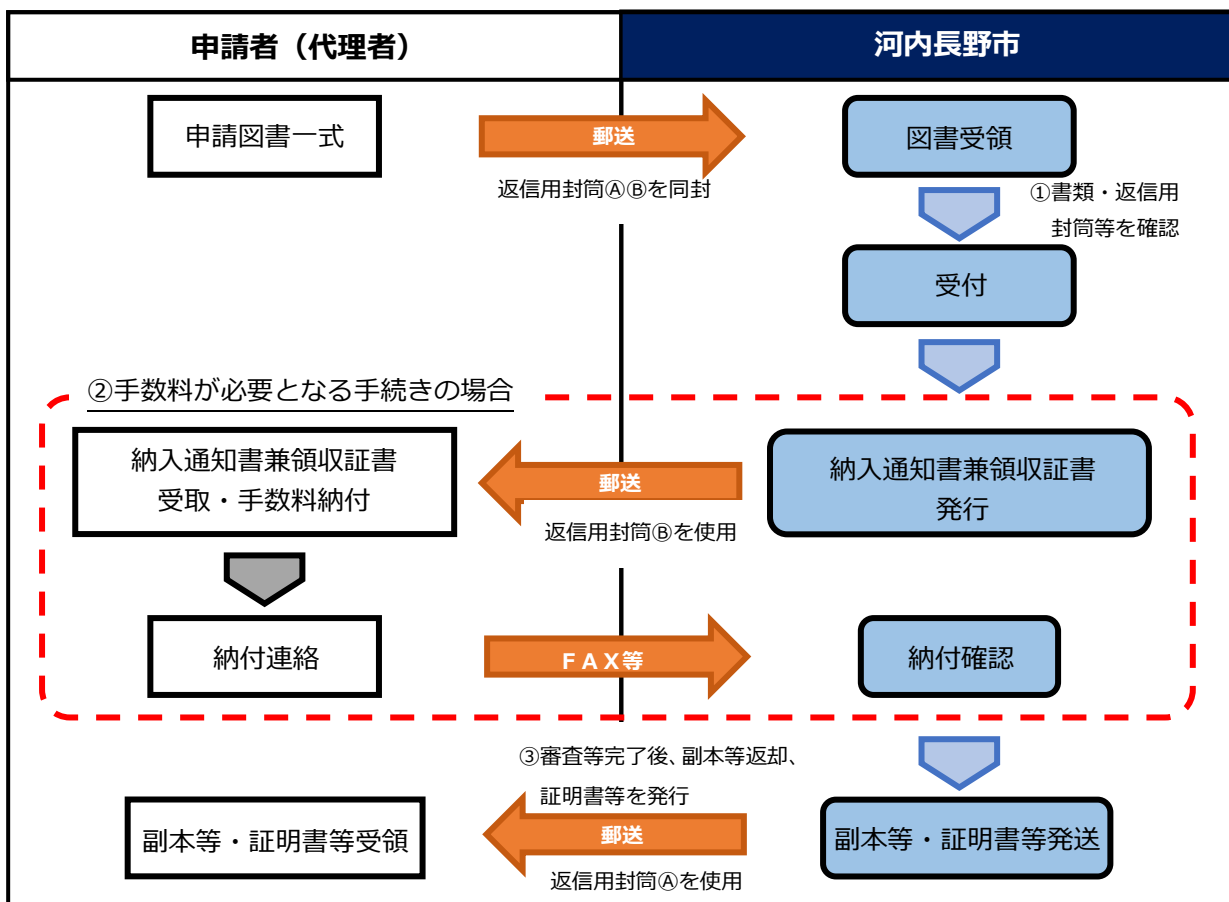 申請者（代理者）
河内長野市
申請図書一式
郵送
図書受領
返信用封筒ⒶⒷを同封
①書類・返信用
封筒等を確認
受付
②手数料が必要となる手続きの場合
納入通知書兼領収証書
受取・手数料納付
郵送
納入通知書兼領収証書
発行
返信用封筒Ⓑを使用
納付連絡
ＦＡＸ等
納付確認
③審査等完了後、副本等返却、
証明書等を発行
副本等・証明書等受領
郵送
副本等・証明書等発送
返信用封筒Ⓐを使用